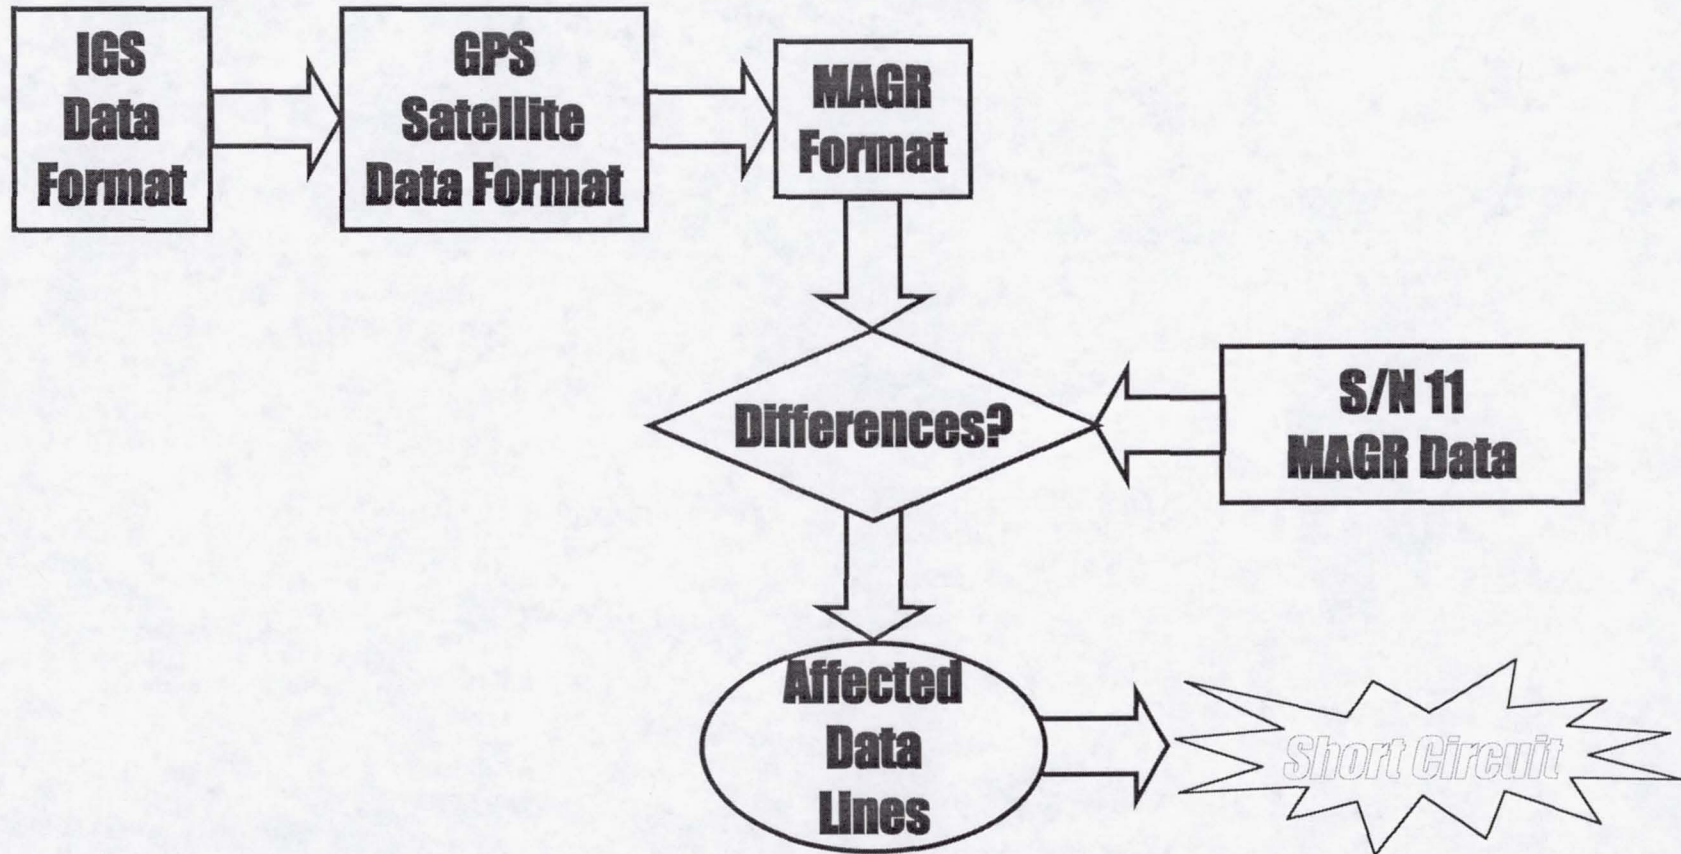 IGS
Data
Format
GPS
Satellite
Data Format
MAGR
Format
Differences?
S/N 11
MAGR Data
Affected
Data
Lines
Short Circuit